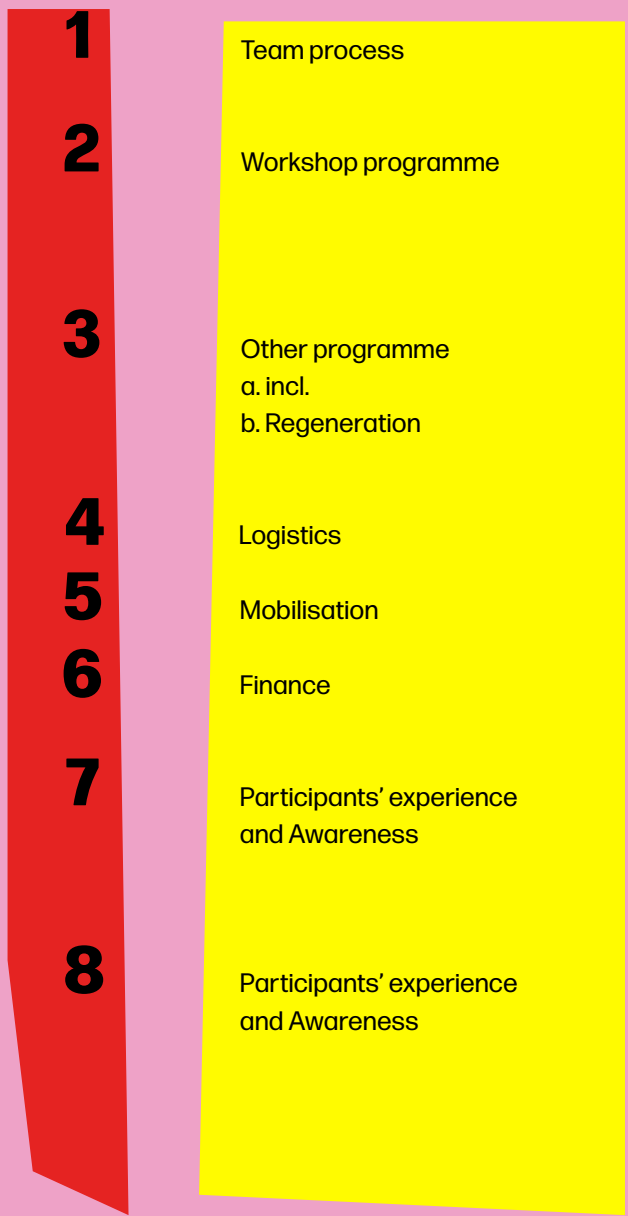 1 Team process
2 Workshop programme
3 Other programme
a. incl.
b. Regeneration
4 Logistics
5 Mobilisation
6 Finance
7 Participants’ experience
and Awareness
8 Participants’ experience
and Awareness